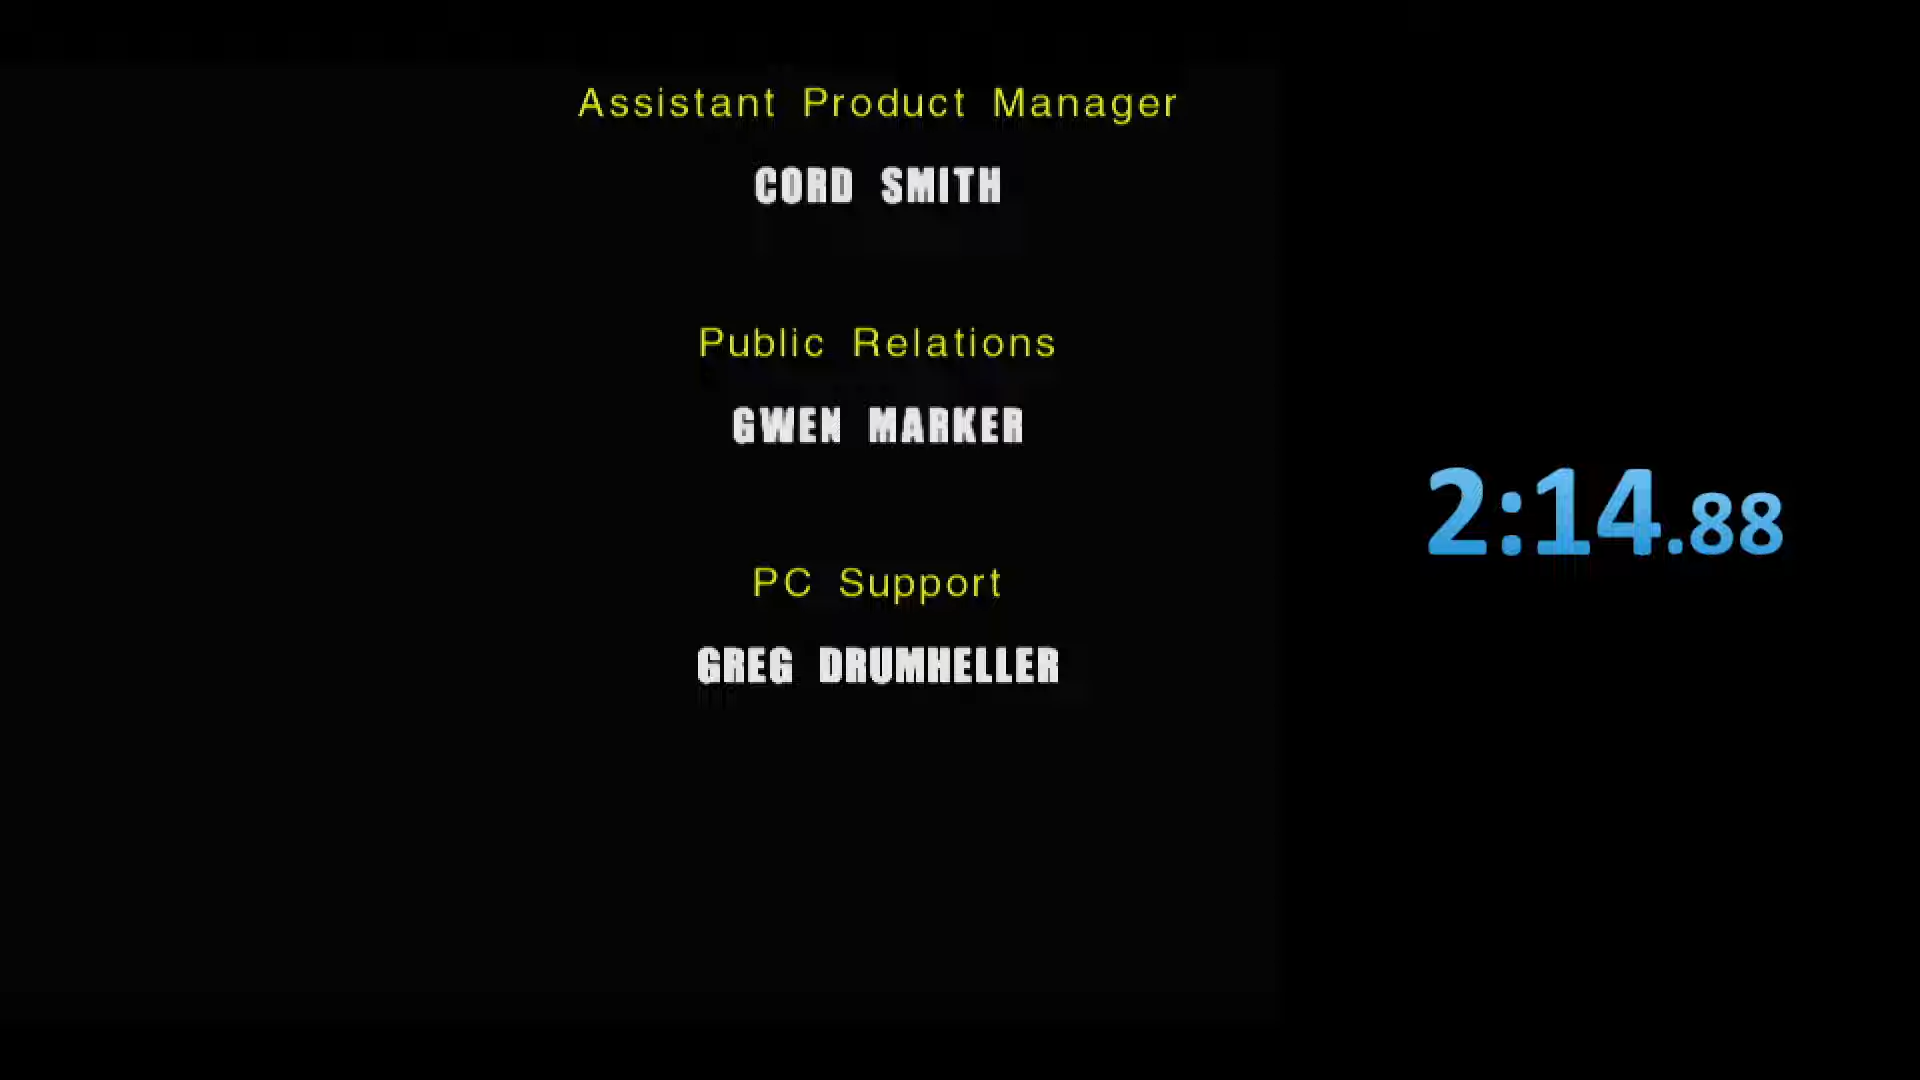 Assistant Product Manager
CORD SMITH
Public Relations
GWEN MARKER
2:14.88
PC Support
GREG DRUMHELLER